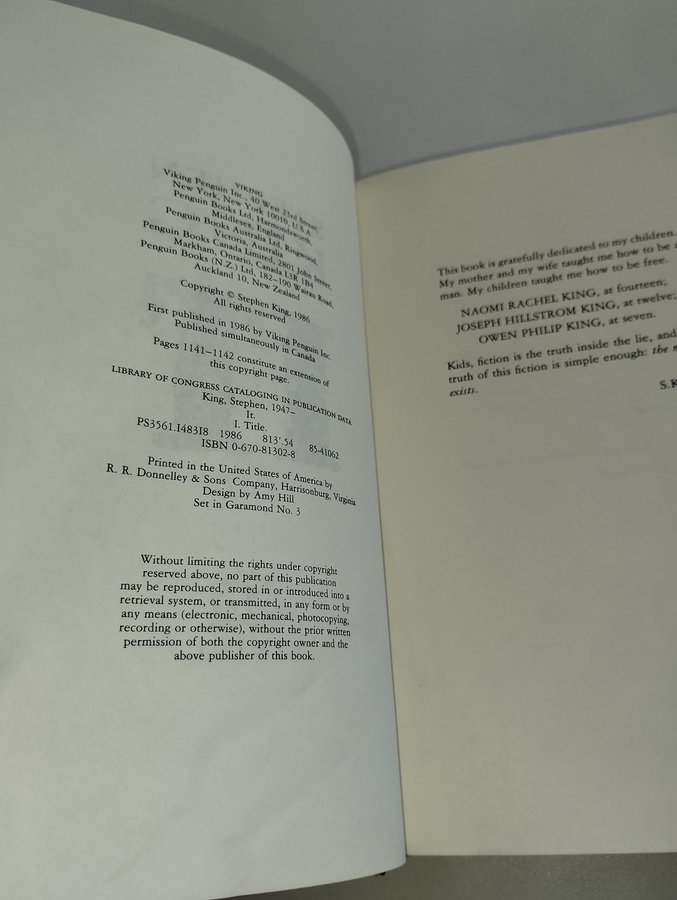 VIKING
Viking Penguin Inc., 40 West 23rd Street,
New York, New York 10010, U.S.A.
Penguin Books Ltd, Harmondsworth,
Middlesex, England
Penguin Books Australia Ltd, Ringwood,
Victoria, Australia
Penguin Books Canada Limited, 2801 John Street,
Markham, Ontario, Canada L3R 1B4
Penguin Books (N.Z.) Ltd, 182–190 Wairau Road,
Auckland 10, New Zealand
Copyright © Stephen King, 1986
All rights reserved
First published in 1986 by Viking Penguin Inc.
Published simultaneously in Canada
Pages 1141–1142 constitute an extension of
this copyright page.
LIBRARY OF CONGRESS CATALOGING IN PUBLICATION DATA
King, Stephen, 1947–
It.
I. Title.
PS3561.I483I8 1986 813'.54 85-41062
ISBN 0-670-81302-8
Printed in the United States of America by
R. R. Donnelley & Sons Company, Harrisonburg, Virginia
Design by Amy Hill
Set in Garamond No. 3
Without limiting the rights under copyright
reserved above, no part of this publication
may be reproduced, stored in or introduced into a
retrieval system, or transmitted, in any form or by
any means (electronic, mechanical, photocopying,
recording or otherwise), without the prior written
permission of both the copyright owner and the
above publisher of this book.
This book is gratefully dedicated to my children.
My mother and my wife taught me how to be
man. My children taught me how to be free.
NAOMI RACHEL KING, at fourteen;
JOSEPH HILLSTROM KING, at twelve;
OWEN PHILIP KING, at seven.
Kids, fiction is the truth inside the lie, and
truth of this fiction is simple enough: the
exists.
S.K